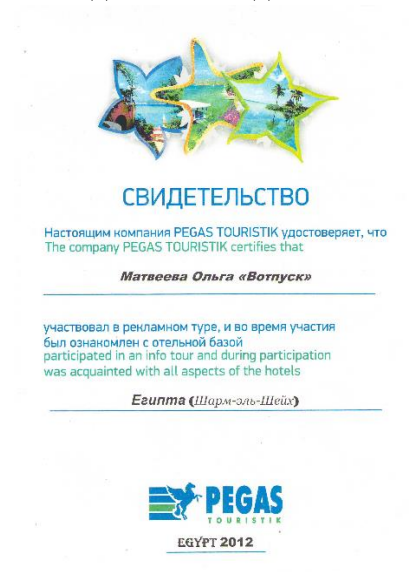 СВИДЕТЕЛЬСТВО
Настоящим компания PEGAS TOURISTIK удостоверяет, что
The company PEGAS TOURISTIK certifies that
Матвеева Ольга «Вотпуск»
участвовал в рекламном туре, и во время участия
был ознакомлен с отельной базой
participated in an info tour and during participation
was acquainted with all aspects of the hotels
Египта (Шарм-эль-Шейх)
PEGAS
TOURISTIK
EGYPT 2012